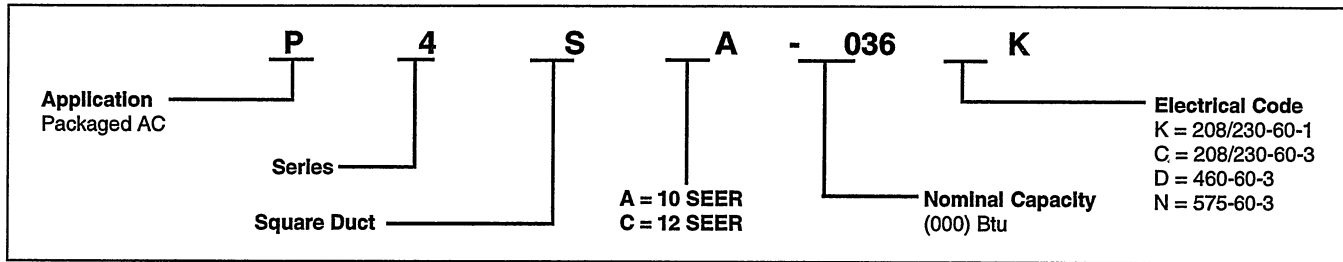 P 4 S A - 036 K
Application
Packaged AC
Series
Square Duct
A = 10 SEER
C = 12 SEER
Nominal Capacity
(000) Btu
Electrical Code
K = 208/230-60-1
C = 208/230-60-3
D = 460-60-3
N = 575-60-3